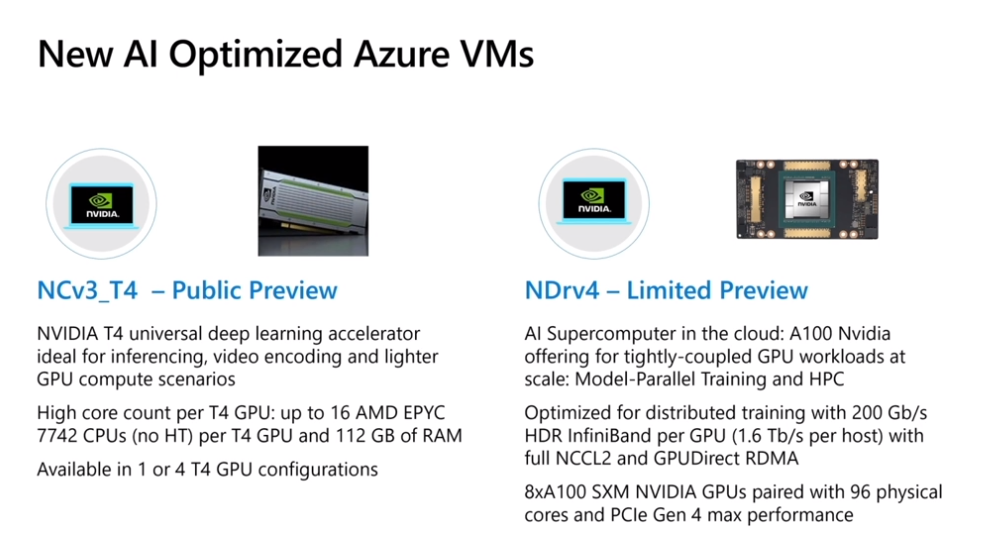 New AI Optimized Azure VMs
NVIDIA.
NVIDIA
NCv3_T4 – Public Preview
NVIDIA T4 universal deep learning accelerator
ideal for inferencing, video encoding and lighter
GPU compute scenarios
High core count per T4 GPU: up to 16 AMD EPYC
7742 CPUs (no HT) per T4 GPU and 112 GB of RAM
Available in 1 or 4 T4 GPU configurations
NVIDIA.
NVIDIA
NDrv4 – Limited Preview
AI Supercomputer in the cloud: A100 Nvidia
offering for tightly-coupled GPU workloads at
scale: Model-Parallel Training and HPC
Optimized for distributed training with 200 Gb/s
HDR InfiniBand per GPU (1.6 Tb/s per host) with
full NCCL2 and GPUDirect RDMA
8xA100 SXM NVIDIA GPUs paired with 96 physical
cores and PCIe Gen 4 max performance